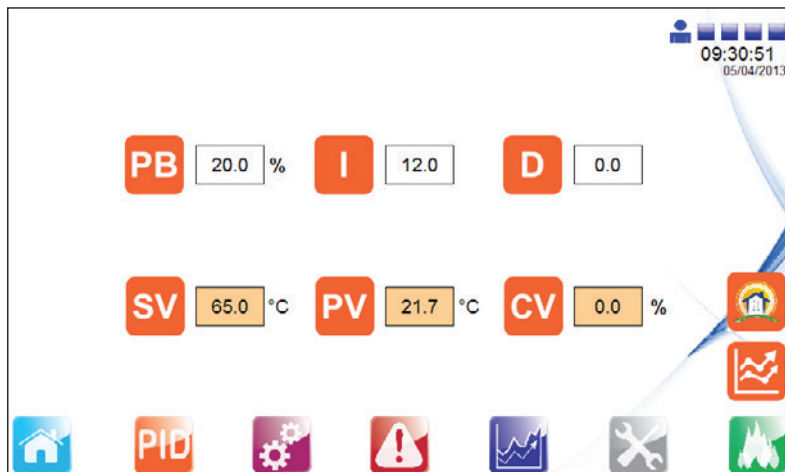 09:30:51
05/04/2013
PB 20.0 % I 12.0 D 0.0
SV 65.0 °C PV 21.7 °C CV 0.0 %
PID